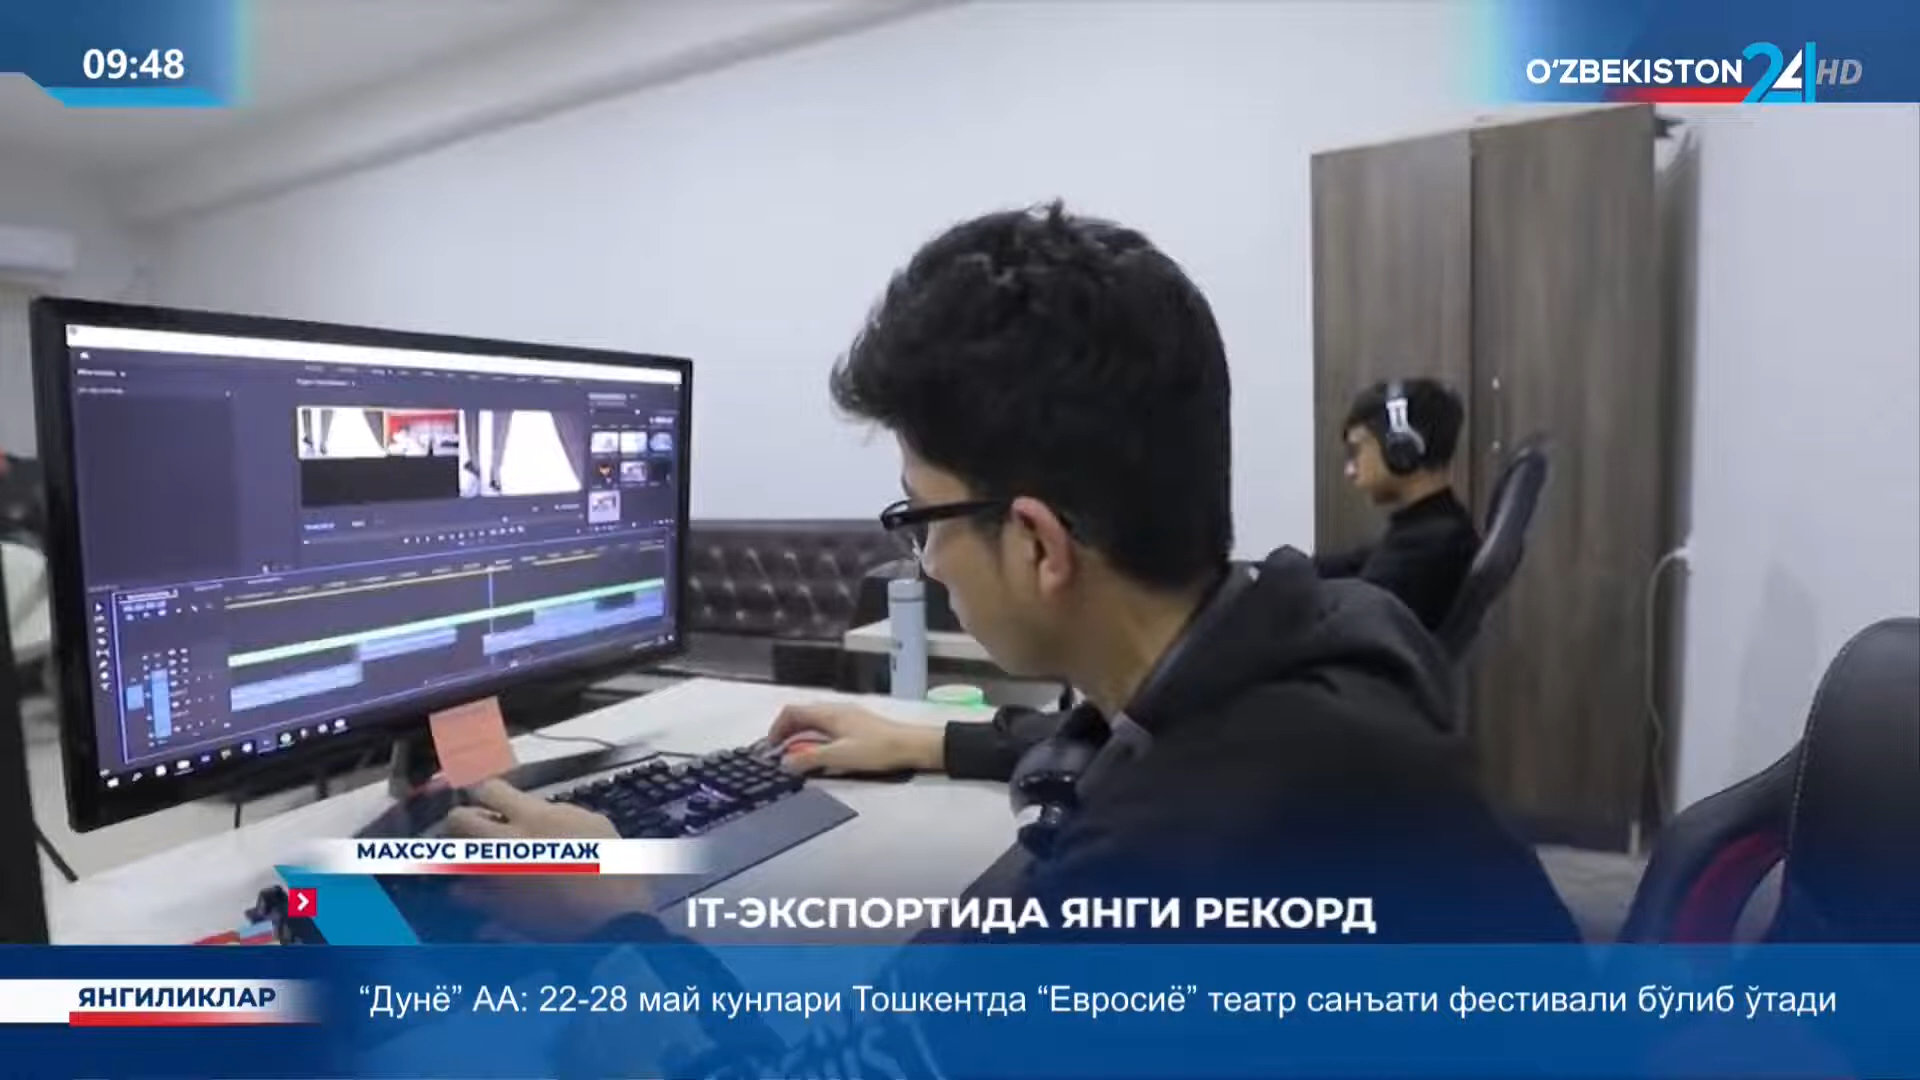 09:48
O'ZBEKISTON 24 HD
МАХСУС РЕПОРТАЖ
IT-ЭКСПОРТИДА ЯНГИ РЕКОРД
ЯНГИЛИКЛАР
“Дунё” АА: 22-28 май кунлари Тошкентда “Евросиё” театр санъати фестивали бўлиб ўтади